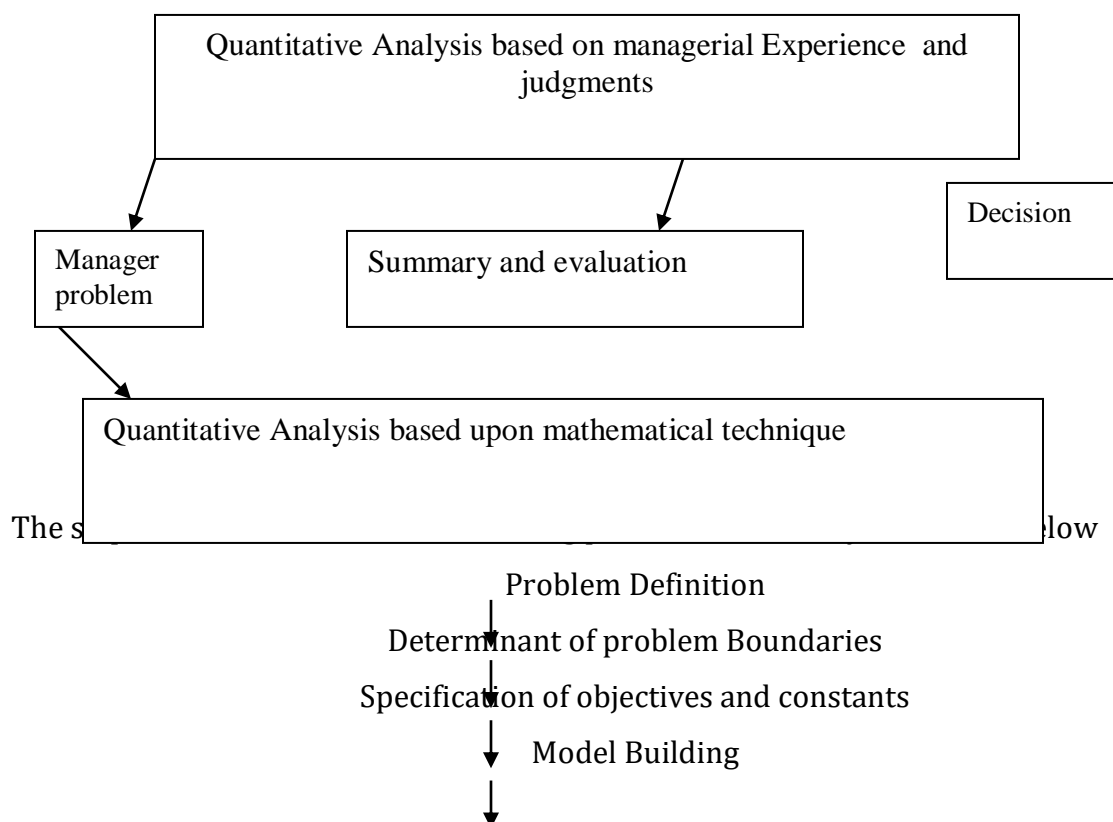 Quantitative Analysis based on managerial Experience and
judgments
Decision
Manager
problem
Summary and evaluation
Quantitative Analysis based upon mathematical technique
The
Problem Definition
Determinant of problem Boundaries
Specification of objectives and constants
Model Building